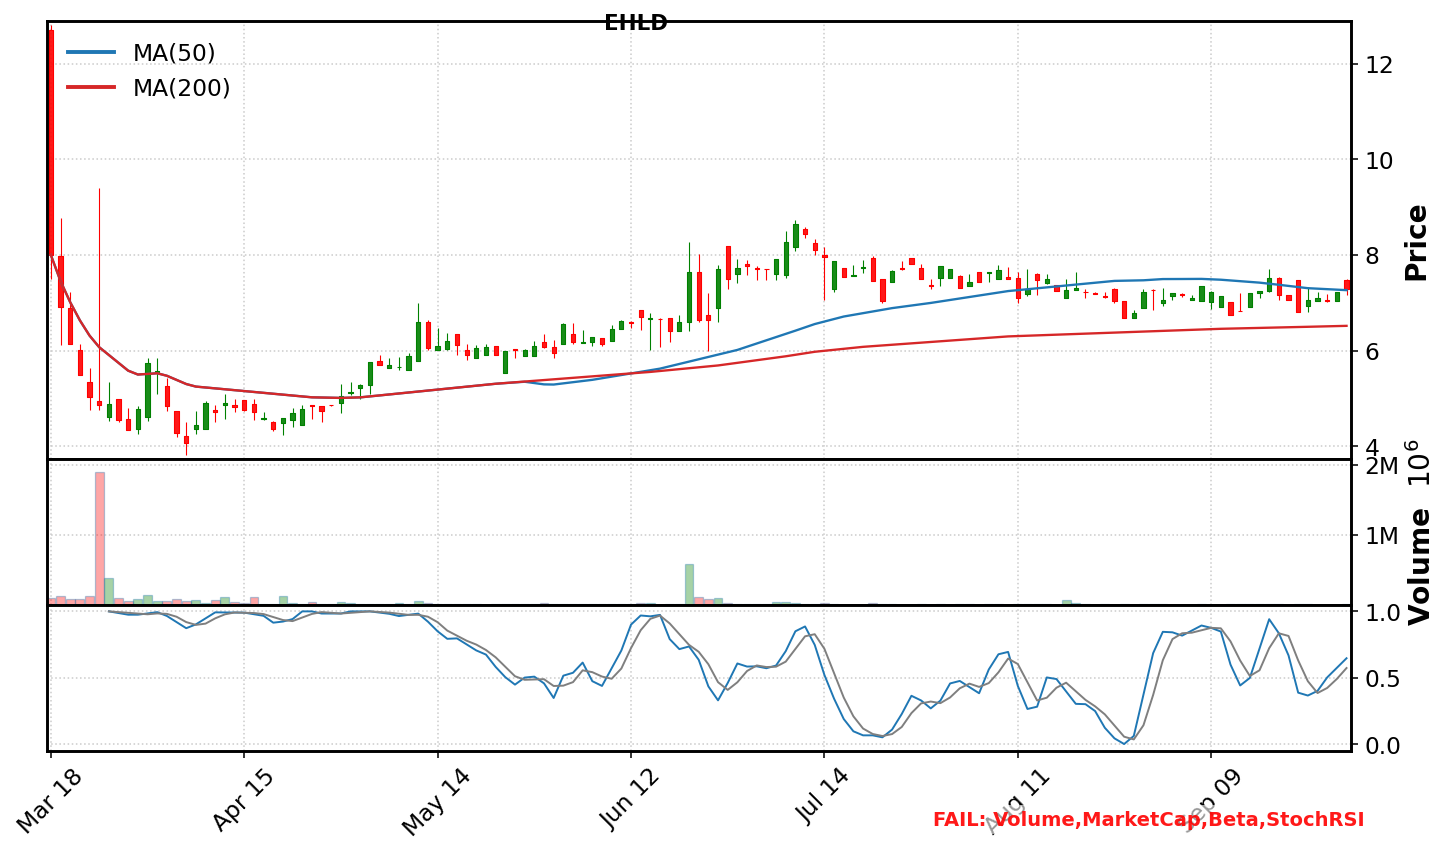 EHLD
MA(50)
MA(200)
12
10
8
6
4
Price
2M
1M
Volume 10⁶
1.0
0.5
0.0
Mar 18
Apr 15
May 14
Jun 12
Jul 14
Aug 11
Sep 09
FAIL: Volume,MarketCap,Beta,StochRSI